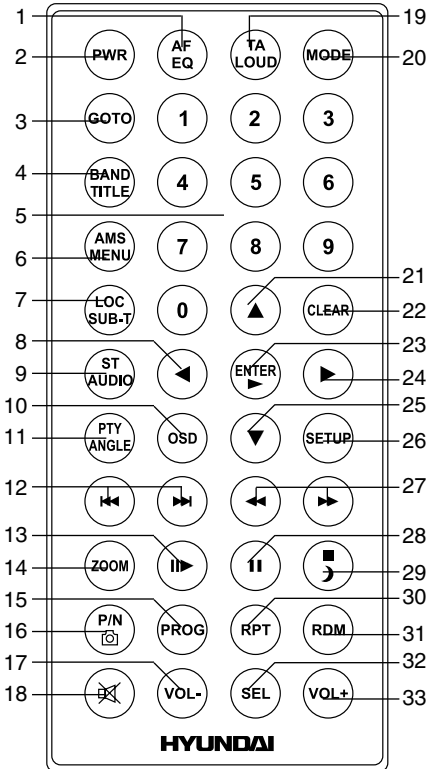 1 19
2 PWR AF EQ TA LOUD MODE 20
3 GOTO 1 2 3
4 BAND TITLE 4 5 6
5
6 AMS MENU 7 8 9
21
7 LOC SUB-T 0 CLEAR 22
8 23
9 ST AUDIO ENTER 24
10 25
11 PTY ANGLE OSD SETUP 26
12 27
13 28
14 ZOOM 29
15 30
16 P/N PROG RPT RDM 31
17 32
18 VOL- SEL VOL+ 33
HYUNDAI